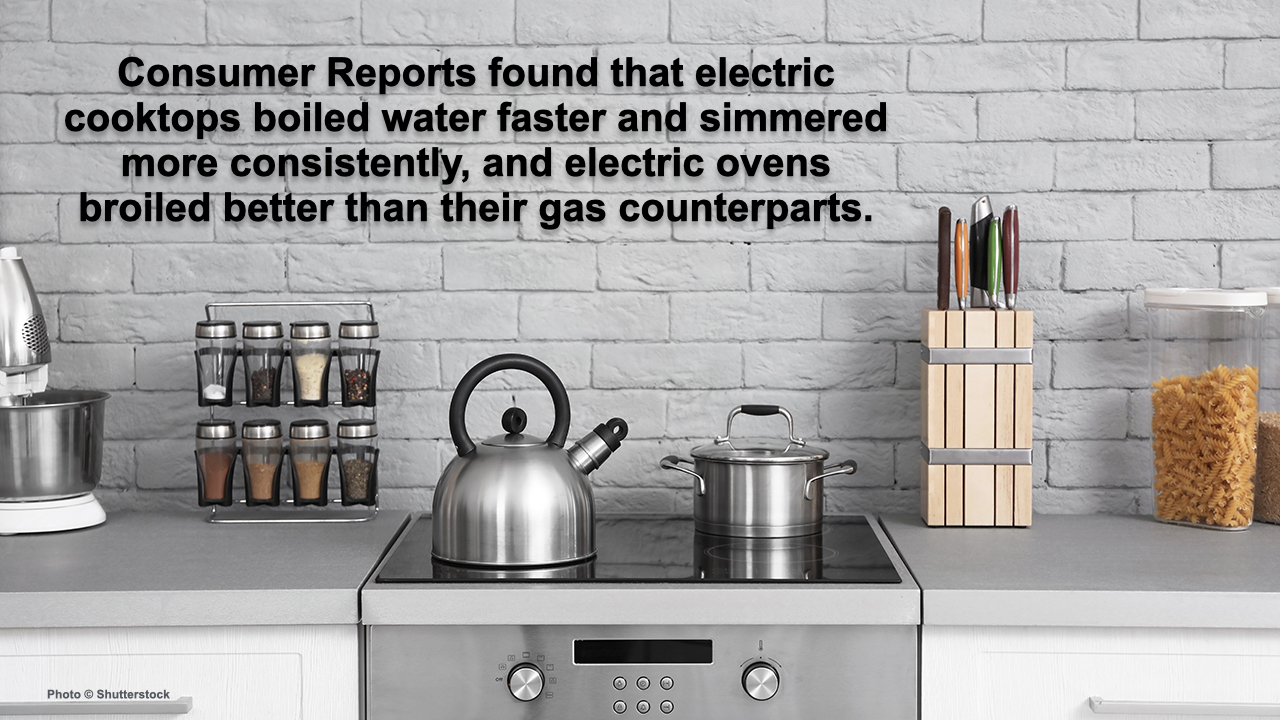 Consumer Reports found that electric
cooktops boiled water faster and simmered
more consistently, and electric ovens
broiled better than their gas counterparts.
OFF
Photo © Shutterstock